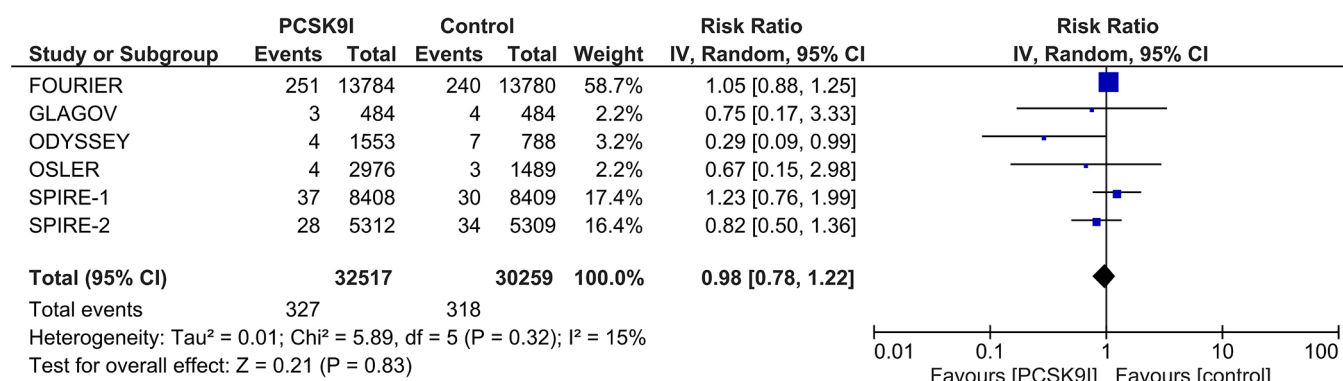 PCSK9I Control Risk Ratio Risk Ratio
Study or Subgroup Events Total Events Total Weight IV, Random, 95% CI IV, Random, 95% CI
FOURIER 251 13784 240 13780 58.7% 1.05 [0.88, 1.25]
GLAGOV 3 484 4 484 2.2% 0.75 [0.17, 3.33]
ODYSSEY 4 1553 7 788 3.2% 0.29 [0.09, 0.99]
OSLER 4 2976 3 1489 2.2% 0.67 [0.15, 2.98]
SPIRE-1 37 8408 30 8409 17.4% 1.23 [0.76, 1.99]
SPIRE-2 28 5312 34 5309 16.4% 0.82 [0.50, 1.36]
Total (95% CI) 32517 30259 100.0% 0.98 [0.78, 1.22]
Total events 327 318
Heterogeneity: Tau² = 0.01; Chi² = 5.89, df = 5 (P = 0.32); I² = 15%
Test for overall effect: Z = 0.21 (P = 0.83)
0.01 0.1 1 10 100
Favours [PCSK9I] Favours [control]